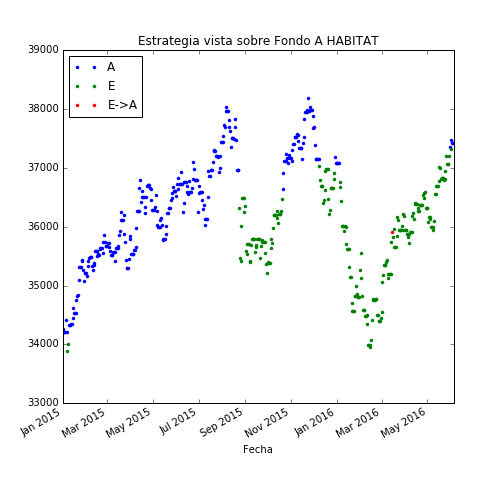 Estrategia vista sobre Fondo A HABITAT
39000
38000
37000
36000
35000
34000
33000
A
E
E->A
Jan 2015
Mar 2015
May 2015
Jul 2015
Sep 2015
Nov 2015
Jan 2016
Mar 2016
May 2016
Fecha